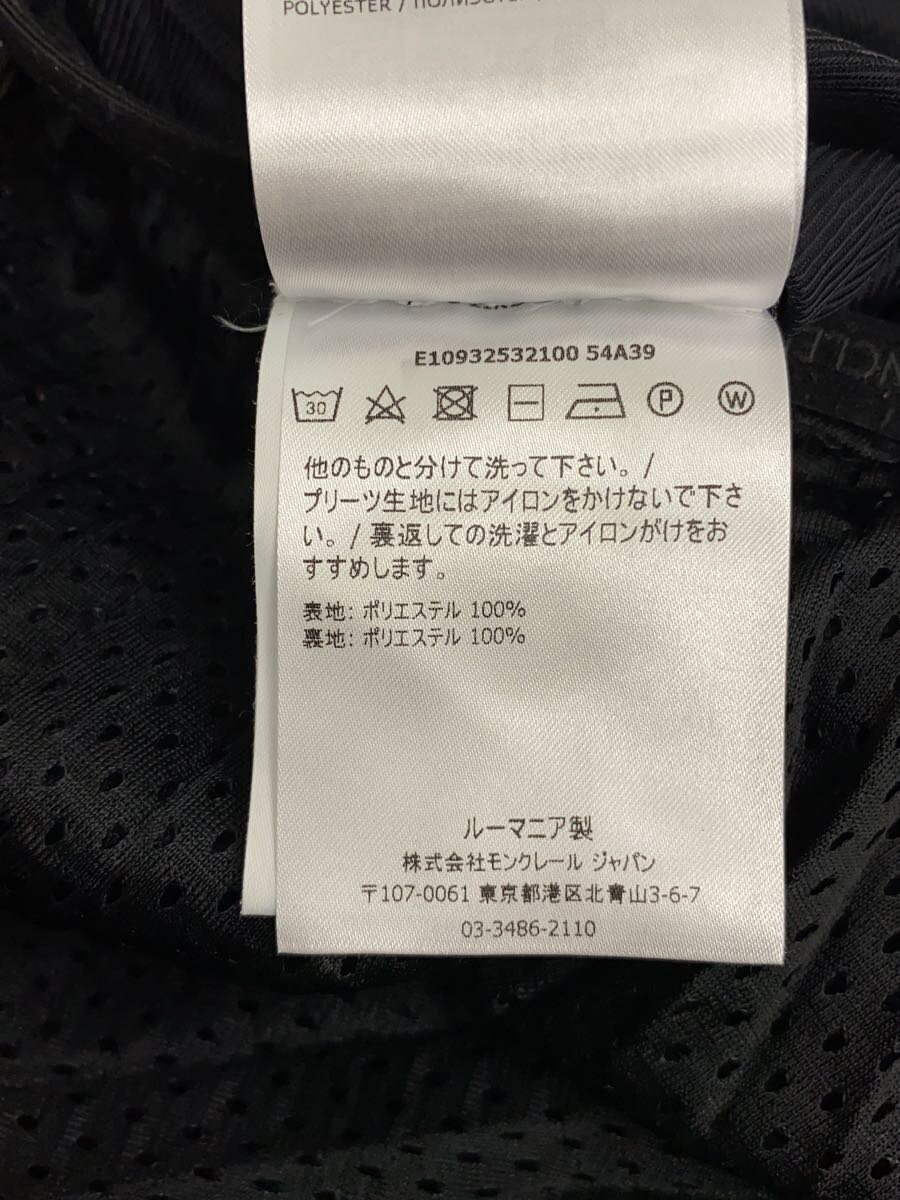 POLYESTER /
E10932532100 54A39
30
P
W
他のものと分けて洗って下さい。/
プリーツ生地にはアイロンをかけないで下さ
い。/ 裏返しての洗濯とアイロンがけをお
すすめします。
表地: ポリエステル 100%
裏地: ポリエステル 100%
ルーマニア製
株式会社モンクレール ジャパン
〒107-0061 東京都港区北青山3-6-7
03-3486-2110